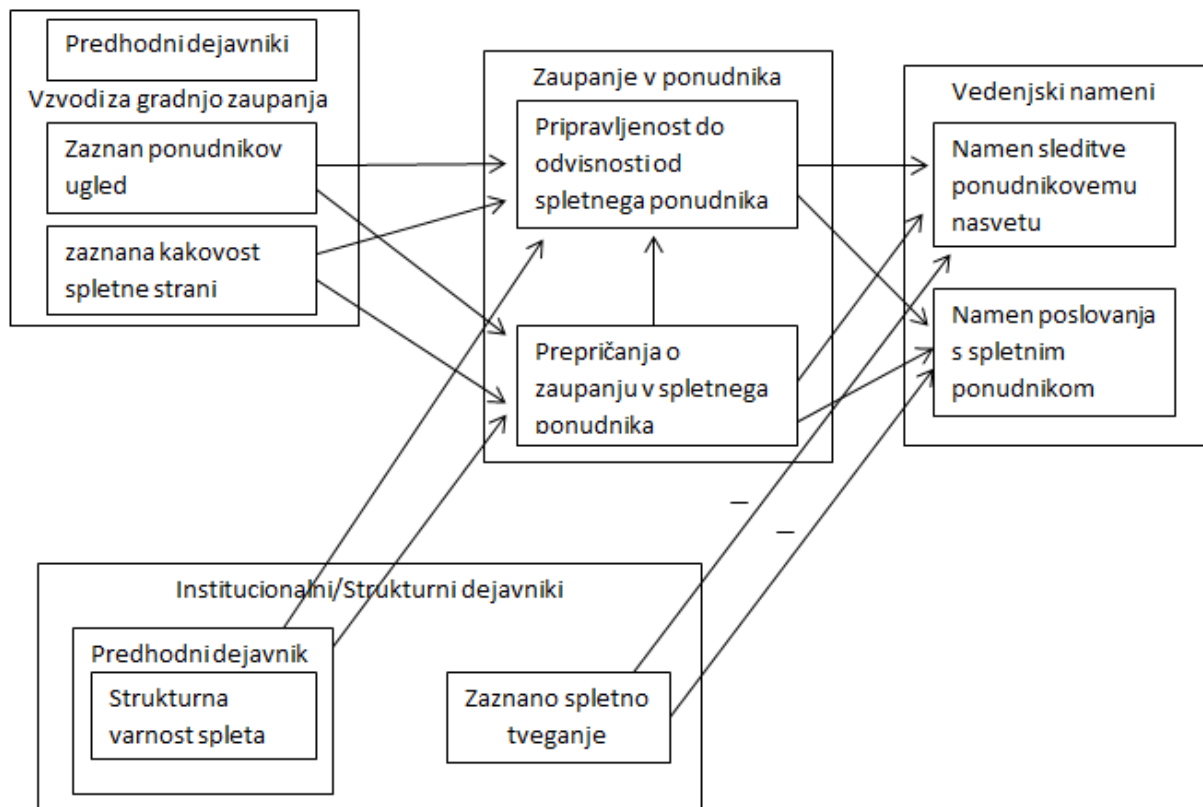 Predhodni dejavniki
Vzvodi za gradnjo zaupanja
Zaznan ponudnikov
ugled
zaznana kakovost
spletne strani
Zaupanje v ponudnika
Pripravljenost do
odvisnosti od
spletnega ponudnika
Prepričanja o
zaupanju v spletnega
ponudnika
Vedenjski nameni
Namen sleditve
ponudnikovemu
nasvetu
Namen poslovanja
s spletnim
ponudnikom
–
–
Institucionalni/Strukturni dejavniki
Predhodni dejavnik
Strukturna
varnost spleta
Zaznano spletno
tveganje